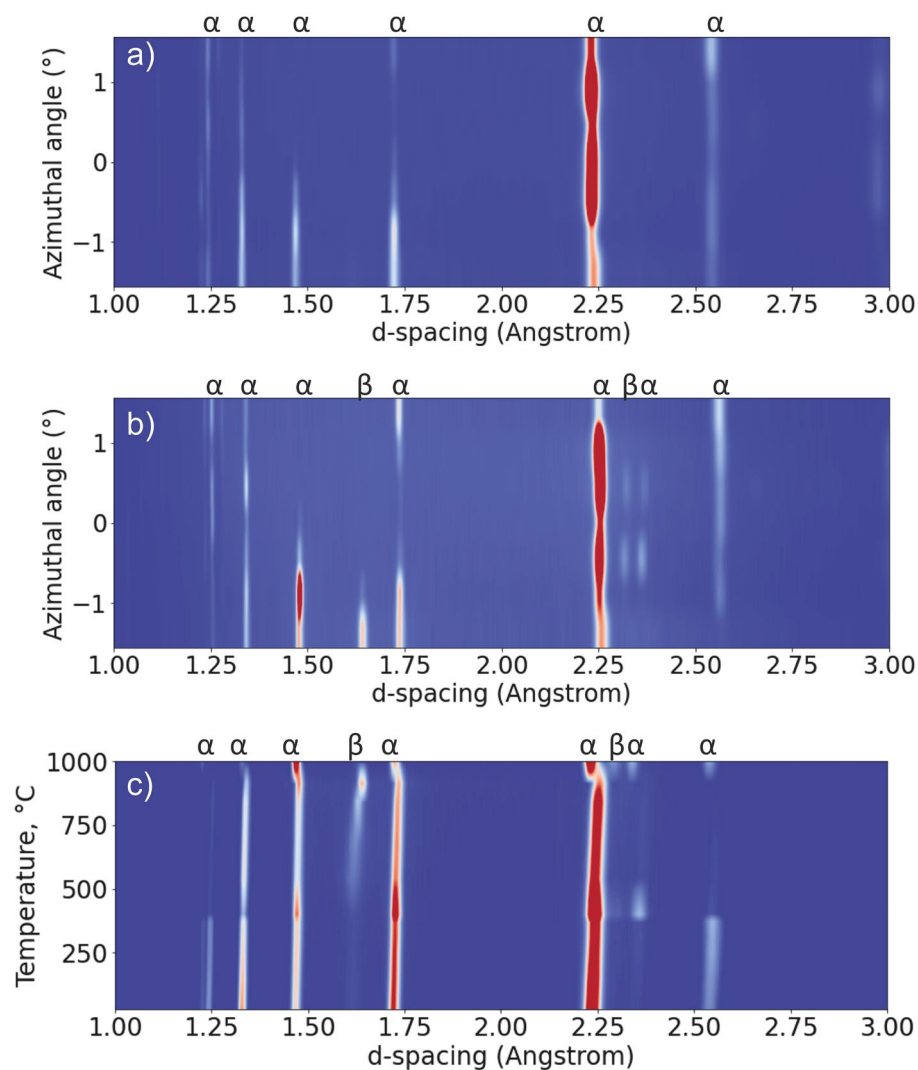 α α α α α α
a)
Azimuthal angle (°)
1
0
−1
1.00 1.25 1.50 1.75 2.00 2.25 2.50 2.75 3.00
d-spacing (Angstrom)
α α α β α α βα α
b)
Azimuthal angle (°)
1
0
−1
1.00 1.25 1.50 1.75 2.00 2.25 2.50 2.75 3.00
d-spacing (Angstrom)
α α α β α α βα α
c)
Temperature, °C
1000
750
500
250
1.00 1.25 1.50 1.75 2.00 2.25 2.50 2.75 3.00
d-spacing (Angstrom)